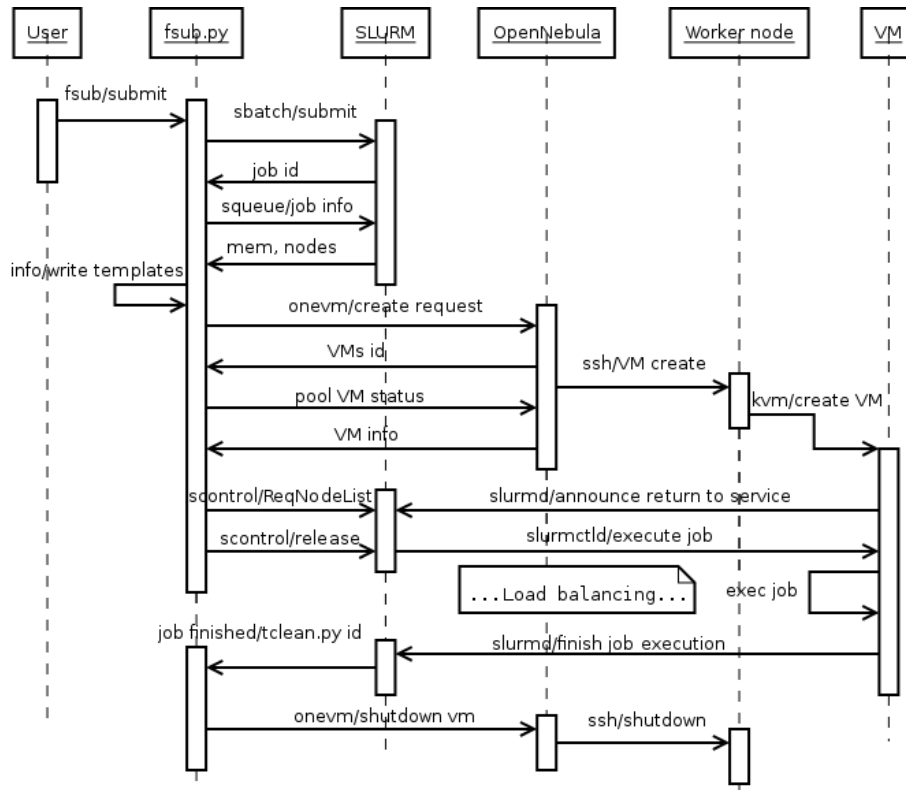 User
fsub.py
SLURM
OpenNebula
Worker node
VM
fsub/submit
sbatch/submit
job id
squeue/job info
mem, nodes
info/write templates
onevm/create request
VMs id
ssh/VM create
pool VM status
kvm/create VM
VM info
scontrol/ReqNodeList
slurmd/announce return to service
scontrol/release
slurmctld/execute job
...Load balancing...
exec job
job finished/tclean.py id
slurmd/finish job execution
onevm/shutdown vm
ssh/shutdown